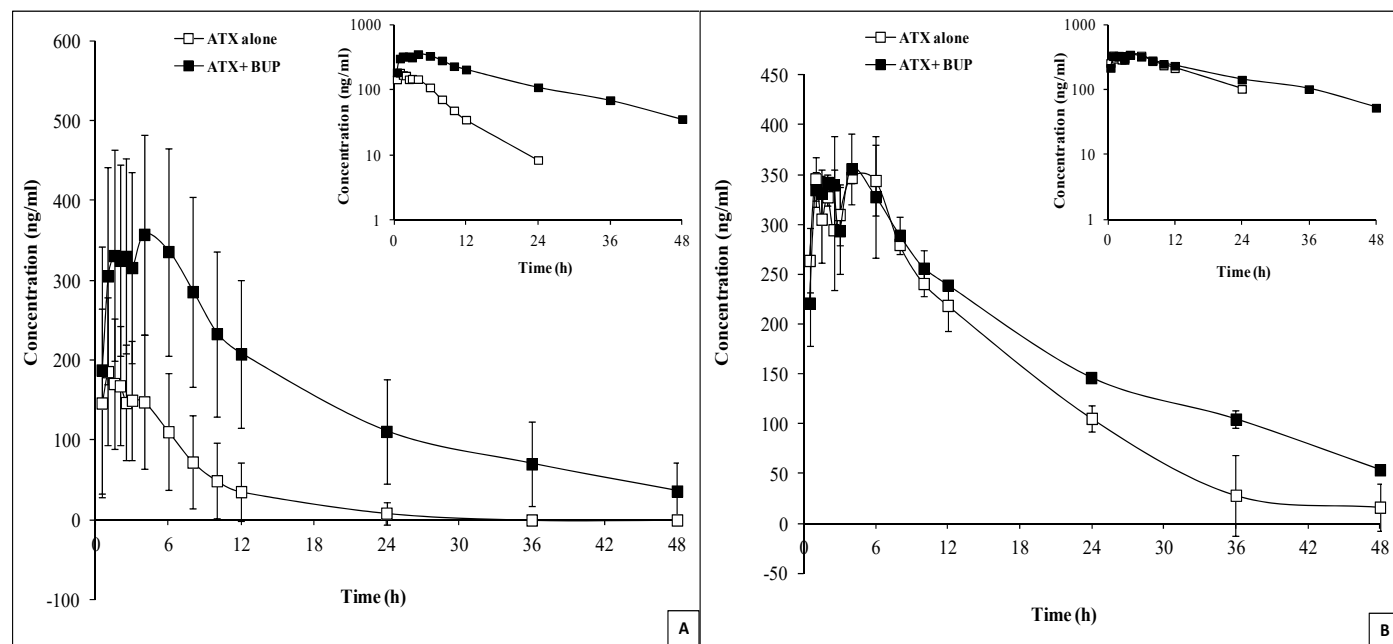 ATX alone
ATX+ BUP
Concentration (ng/ml)
600
500
400
300
200
100
0
-100
0 6 12 18 24 30 36 42 48
Time (h)
Concentration (ng/ml)
1000
100
10
1
0 12 24 36 48
Time (h)
A
ATX alone
ATX+ BUP
Concentration (ng/ml)
450
400
350
300
250
200
150
100
50
0
-50
0 6 12 18 24 30 36 42 48
Time (h)
Concentration (ng/ml)
1000
100
10
1
0 12 24 36 48
Time (h)
B